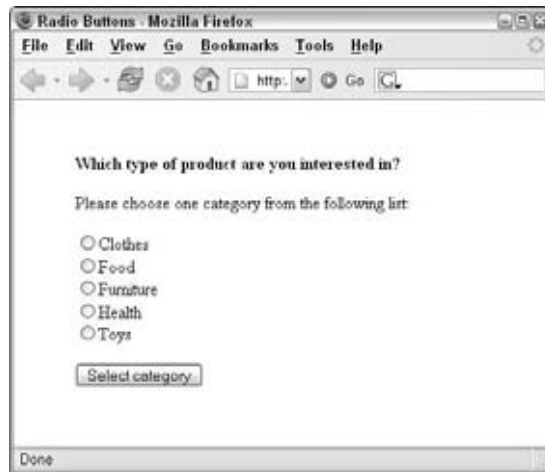 Radio Buttons - Mozilla Firefox
File Edit View Go Bookmarks Tools Help
http: Go G
Which type of product are you interested in?
Please choose one category from the following list:
Clothes
Food
Furniture
Health
Toys
Select category
Done